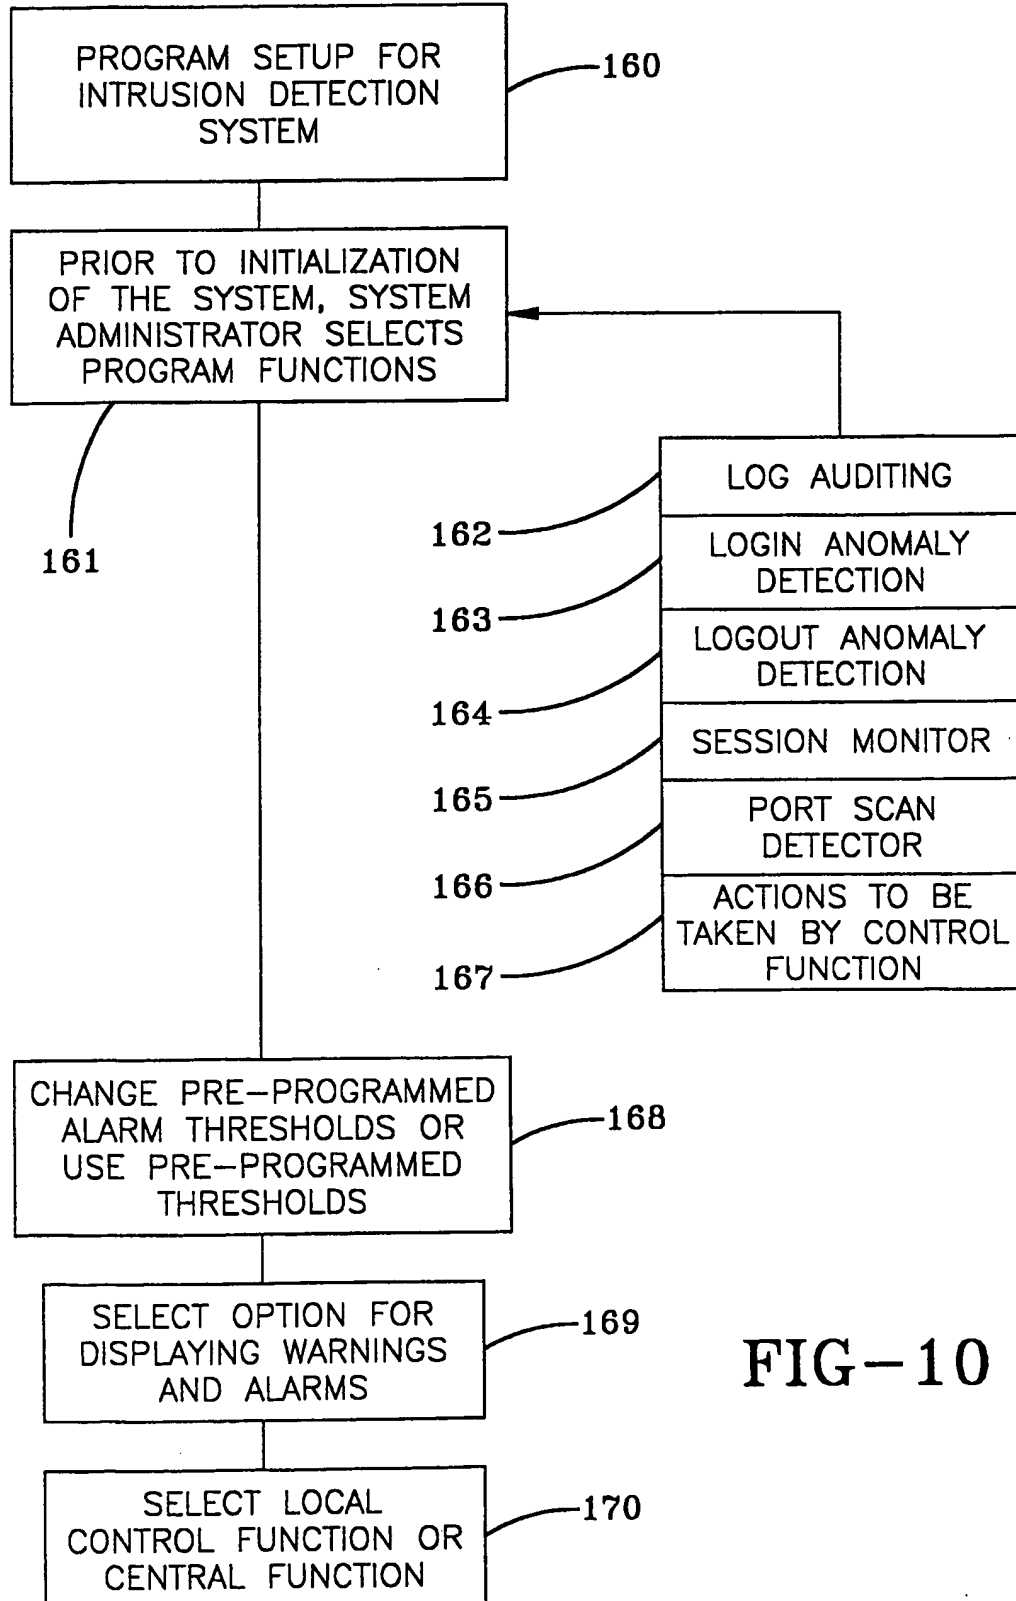 PROGRAM SETUP FOR
INTRUSION DETECTION
SYSTEM
160
PRIOR TO INITIALIZATION
OF THE SYSTEM, SYSTEM
ADMINISTRATOR SELECTS
PROGRAM FUNCTIONS
161
LOG AUDITING
162
LOGIN ANOMALY
DETECTION
163
LOGOUT ANOMALY
DETECTION
164
SESSION MONITOR
165
PORT SCAN
DETECTOR
166
ACTIONS TO BE
TAKEN BY CONTROL
FUNCTION
167
CHANGE PRE-PROGRAMMED
ALARM THRESHOLDS OR
USE PRE-PROGRAMMED
THRESHOLDS
168
SELECT OPTION FOR
DISPLAYING WARNINGS
AND ALARMS
169
FIG-10
SELECT LOCAL
CONTROL FUNCTION OR
CENTRAL FUNCTION
170